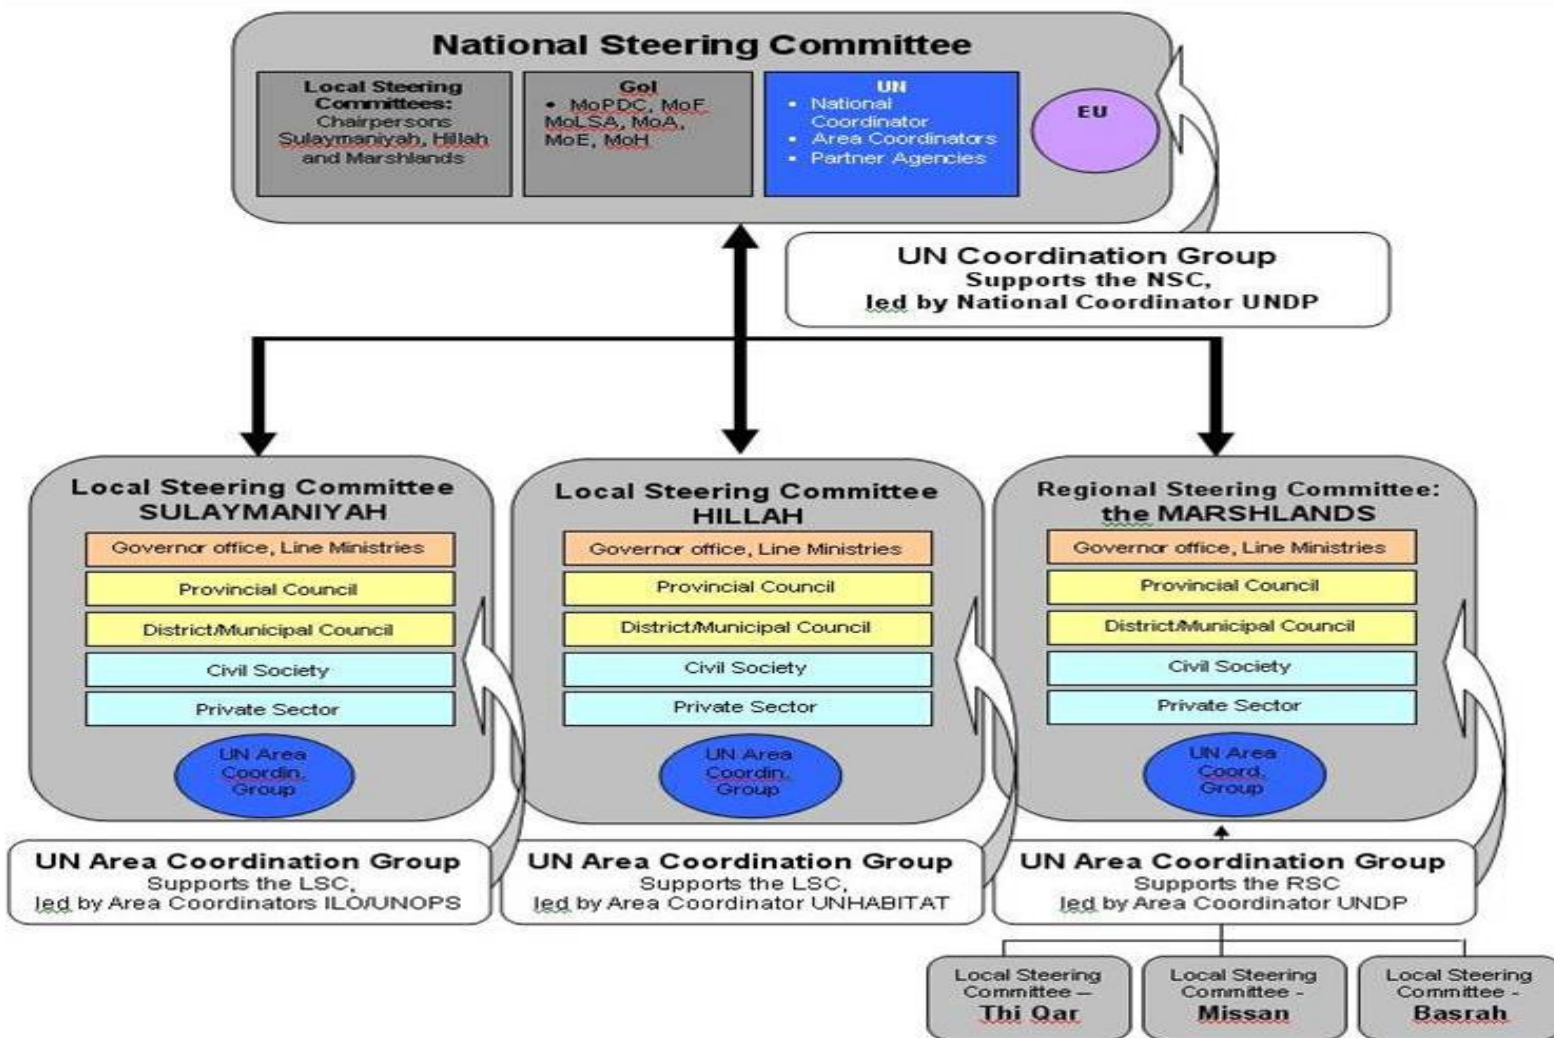 National Steering Committee
Local Steering
Committees:
Chairpersons
Sulaymaniyah, Hillah
and Marshlands
GoI
• MoPDC, MoF
MoLSA, MoA,
MoE, MoH
UN
• National
Coordinator
• Area Coordinators
• Partner Agencies
EU
UN Coordination Group
Supports the NSC,
led by National Coordinator UNDP
Local Steering Committee
SULAYMANIYAH
Governor office, Line Ministries
Provincial Council
District/Municipal Council
Civil Society
Private Sector
UN Area
Coordin.
Group
Local Steering Committee
HILLAH
Governor office, Line Ministries
Provincial Council
District/Municipal Council
Civil Society
Private Sector
UN Area
Coordin.
Group
Regional Steering Committee:
the MARSHLANDS
Governor office, Line Ministries
Provincial Council
District/Municipal Council
Civil Society
Private Sector
UN Area
Coord.
Group
UN Area Coordination Group
Supports the LSC,
led by Area Coordinators ILO/UNOPS
UN Area Coordination Group
Supports the LSC,
led by Area Coordinator UNHABITAT
UN Area Coordination Group
Supports the RSC
led by Area Coordinator UNDP
Local Steering
Committee –
Thi Qar
Local Steering
Committee -
Missan
Local Steering
Committee -
Basrah